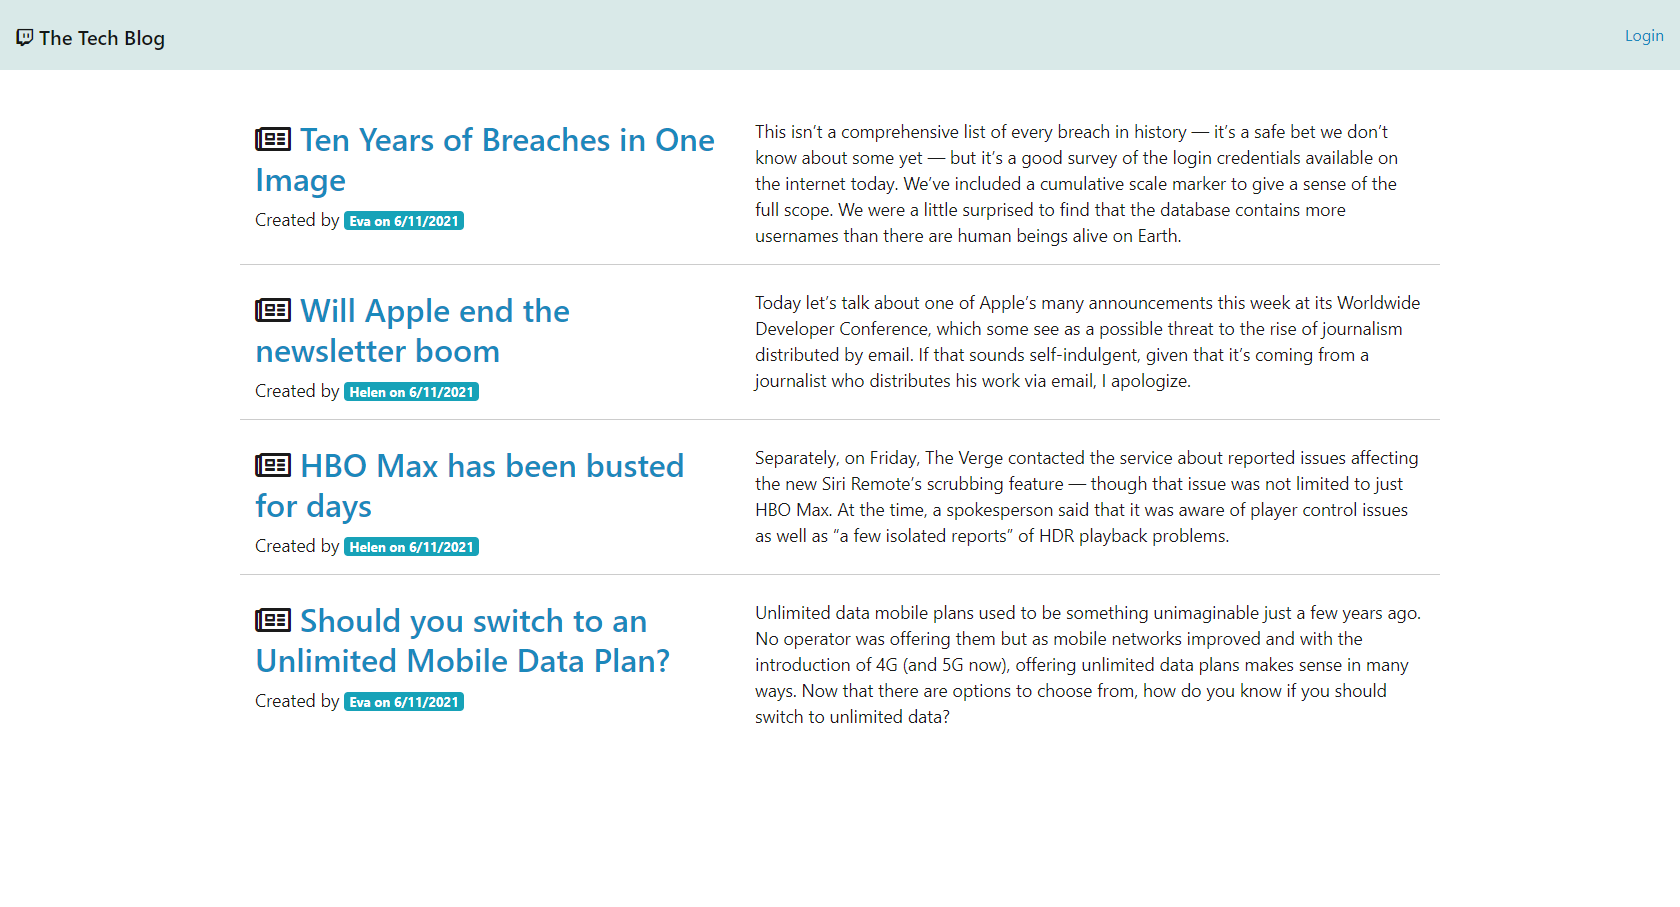 The Tech Blog
Login
Ten Years of Breaches in One
Image
Created by Eva on 6/11/2021
This isn’t a comprehensive list of every breach in history — it’s a safe bet we don’t
know about some yet — but it’s a good survey of the login credentials available on
the internet today. We’ve included a cumulative scale marker to give a sense of the
full scope. We were a little surprised to find that the database contains more
usernames than there are human beings alive on Earth.
Will Apple end the
newsletter boom
Created by Helen on 6/11/2021
Today let’s talk about one of Apple’s many announcements this week at its Worldwide
Developer Conference, which some see as a possible threat to the rise of journalism
distributed by email. If that sounds self-indulgent, given that it’s coming from a
journalist who distributes his work via email, I apologize.
HBO Max has been busted
for days
Created by Helen on 6/11/2021
Separately, on Friday, The Verge contacted the service about reported issues affecting
the new Siri Remote’s scrubbing feature — though that issue was not limited to just
HBO Max. At the time, a spokesperson said that it was aware of player control issues
as well as “a few isolated reports” of HDR playback problems.
Should you switch to an
Unlimited Mobile Data Plan?
Created by Eva on 6/11/2021
Unlimited data mobile plans used to be something unimaginable just a few years ago.
No operator was offering them but as mobile networks improved and with the
introduction of 4G (and 5G now), offering unlimited data plans makes sense in many
ways. Now that there are options to choose from, how do you know if you should
switch to unlimited data?